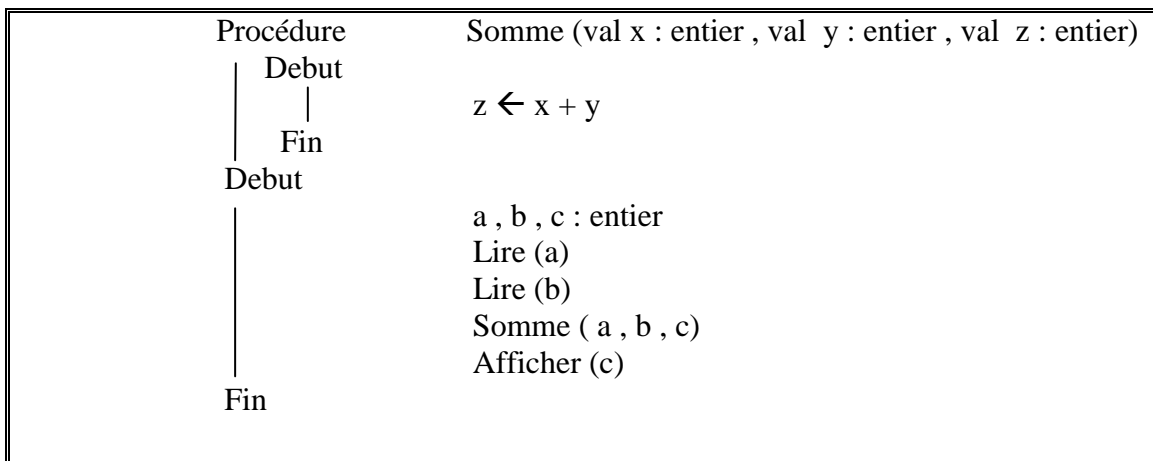 Procédure Somme (val x : entier , val y : entier , val z : entier)
Debut
z ← x + y
Fin
Debut
a , b , c : entier
Lire (a)
Lire (b)
Somme ( a , b , c)
Afficher (c)
Fin